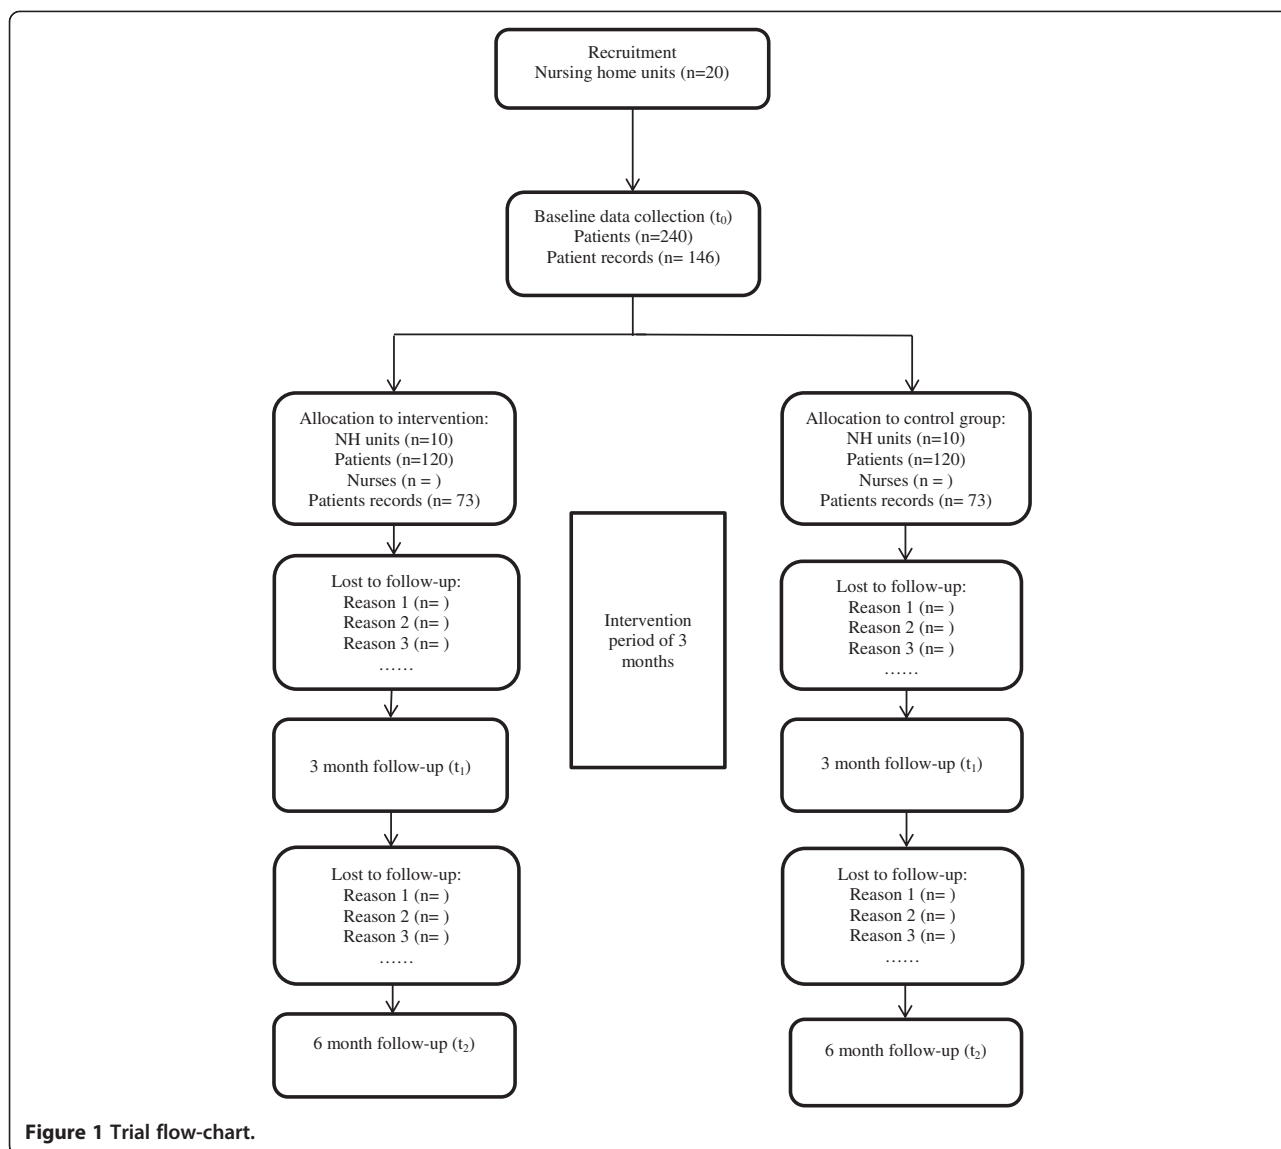 Recruitment
Nursing home units (n=20)
Baseline data collection (t₀)
Patients (n=240)
Patient records (n= 146)
Allocation to intervention:
NH units (n=10)
Patients (n=120)
Nurses (n = )
Patients records (n= 73)
Allocation to control group:
NH units (n=10)
Patients (n=120)
Nurses (n = )
Patients records (n= 73)
Lost to follow-up:
Reason 1 (n= )
Reason 2 (n= )
Reason 3 (n= )
……
Intervention
period of 3
months
Lost to follow-up:
Reason 1 (n= )
Reason 2 (n= )
Reason 3 (n= )
……
3 month follow-up (t₁)
3 month follow-up (t₁)
Lost to follow-up:
Reason 1 (n= )
Reason 2 (n= )
Reason 3 (n= )
……
Lost to follow-up:
Reason 1 (n= )
Reason 2 (n= )
Reason 3 (n= )
……
6 month follow-up (t₂)
6 month follow-up (t₂)
Figure 1 Trial flow-chart.